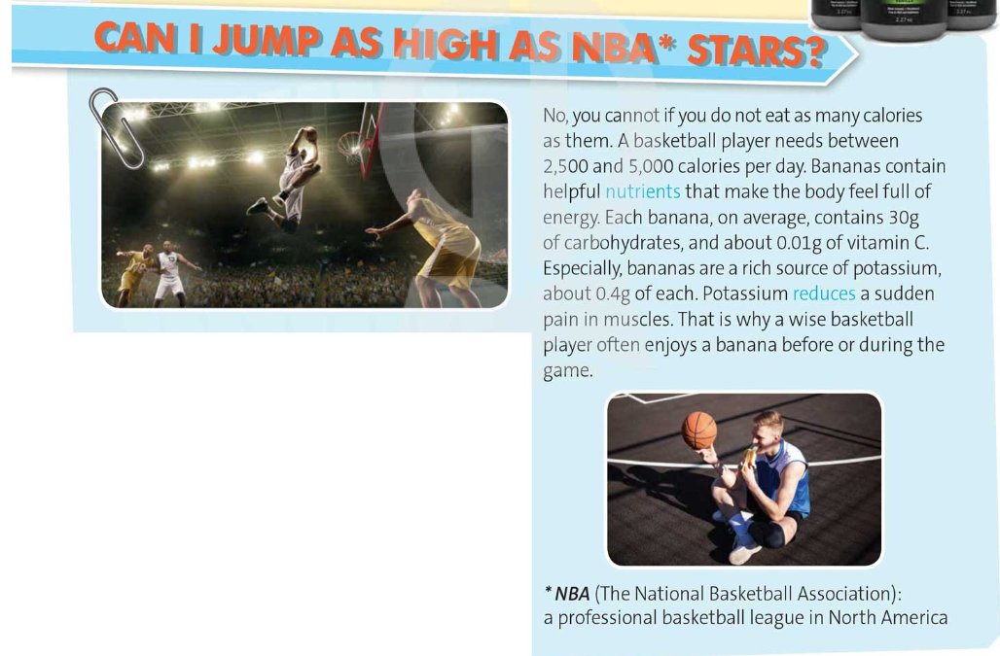 CAN I JUMP AS HIGH AS NBA* STARS?
No, you cannot if you do not eat as many calories
as them. A basketball player needs between
2,500 and 5,000 calories per day. Bananas contain
helpful nutrients that make the body feel full of
energy. Each banana, on average, contains 30g
of carbohydrates, and about 0.01g of vitamin C.
Especially, bananas are a rich source of potassium,
about 0.4g of each. Potassium reduces a sudden
pain in muscles. That is why a wise basketball
player often enjoys a banana before or during the
game.
* NBA (The National Basketball Association):
a professional basketball league in North America